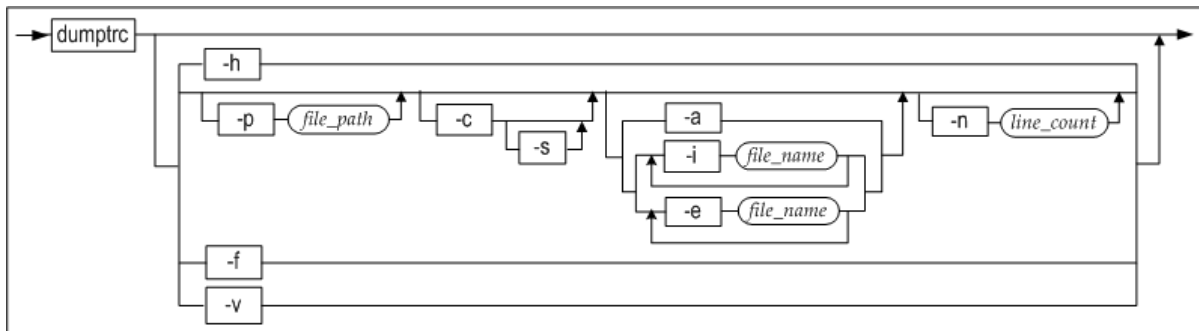 dumptrc
-h
-p file_path -c -s -a -n line_count
-i file_name
-e file_name
-f
-v